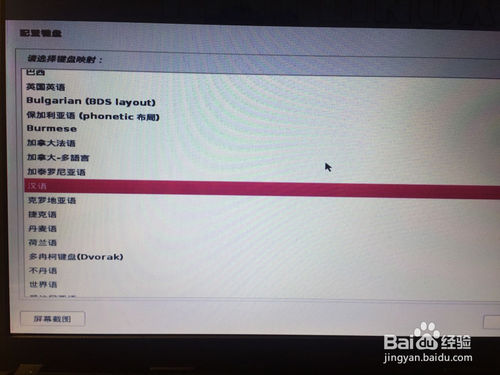 配置键盘
请选择键盘映射：
巴西
英国英语
Bulgarian (BDS layout)
保加利亚语 (phonetic 布局)
Burmese
加拿大法语
加拿大-多語言
加泰罗尼亚语
汉语
克罗地亚语
捷克语
丹麦语
荷兰语
多冉柯键盘(Dvorak)
不丹语
世界语
屏幕截图
Baidu 经验
jingyan.baidu.com